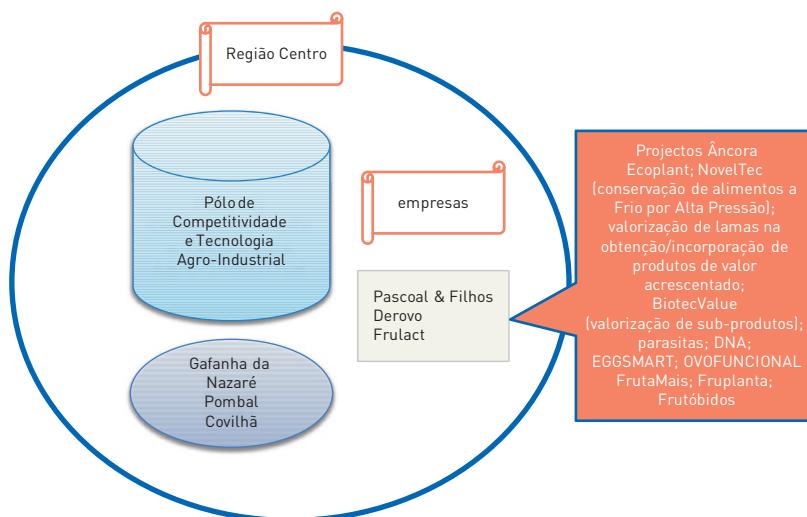 Região Centro
Pólo de
Competitividade
e Tecnologia
Agro-Industrial
empresas
Pascoal & Filhos
Derovo
Frulact
Gafanha da
Nazaré
Pombal
Covilhã
Projectos Âncora
Ecoplant; NovelTec
(conservação de alimentos a
Frio por Alta Pressão);
valorização de lamas na
obtenção/incorporação de
produtos de valor
acrescentado;
BiotecValue
(valorização de sub-produtos);
parasitas; DNA;
EGGSMART; OVOFUNCIONAL
FrutaMais; Fruplanta;
Frutóbidos